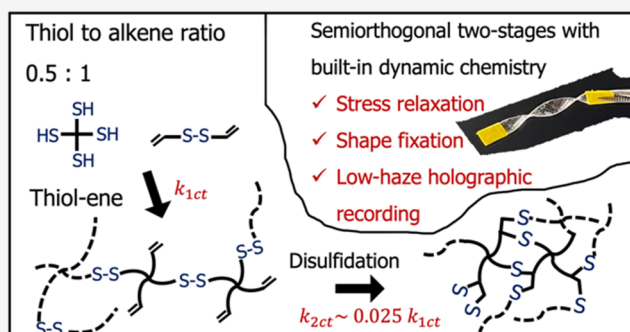 Thiol to alkene ratio
0.5 : 1
SH
HS
SH
SH
S-S
Thiol-ene
k1ct
S-S
S-S
S-S
S-S
Semiorthogonal two-stages with
built-in dynamic chemistry
✓ Stress relaxation
✓ Shape fixation
✓ Low-haze holographic
recording
Disulfidation
k2ct~ 0.025 k1ct
S
S
S
S
S
S
S
S